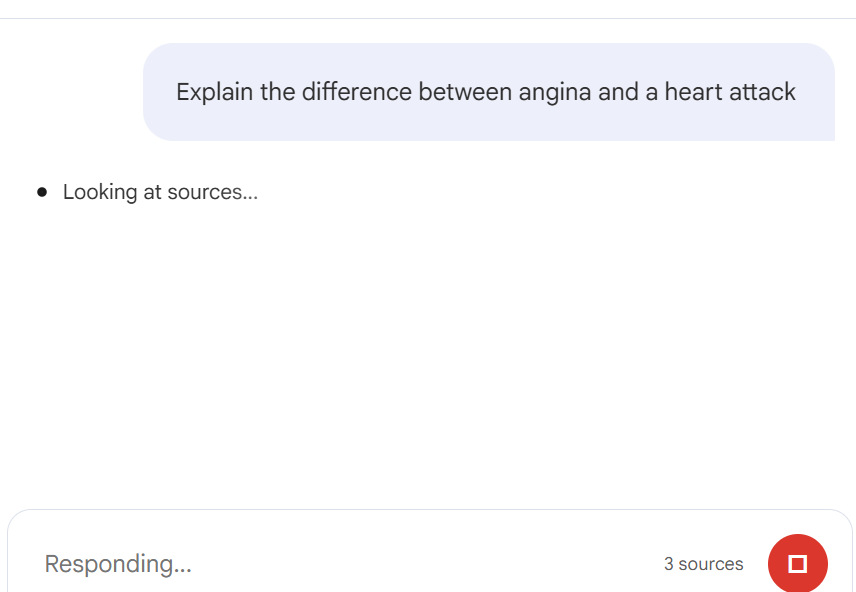 Explain the difference between angina and a heart attack
Looking at sources...
Responding...
3 sources